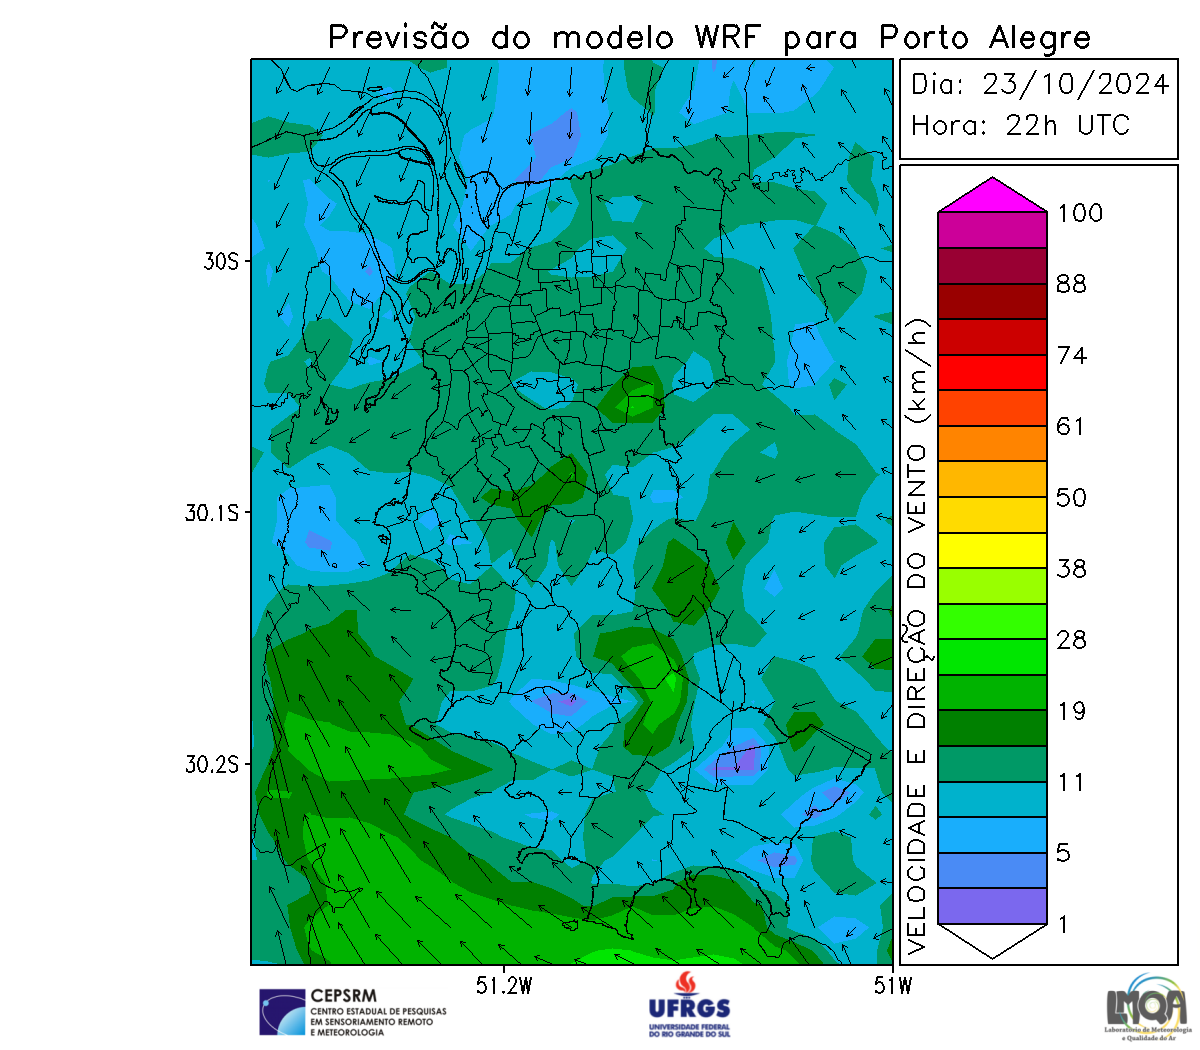 Previsão do modelo WRF para Porto Alegre
Dia: 23/10/2024
Hora: 22h UTC
100
88
74
61
50
38
28
19
11
5
1
VELOCIDADE E DIREÇÃO DO VENTO (km/h)
30S
30.1S
30.2S
51.2W
51W
CEPSRM
CENTRO ESTADUAL DE PESQUISAS
EM SENSORIAMENTO REMOTO
E METEOROLOGIA
UFRGS
UNIVERSIDADE FEDERAL
DO RIO GRANDE DO SUL
LMQA
Laboratório de Meteorologia
e Qualidade do Ar